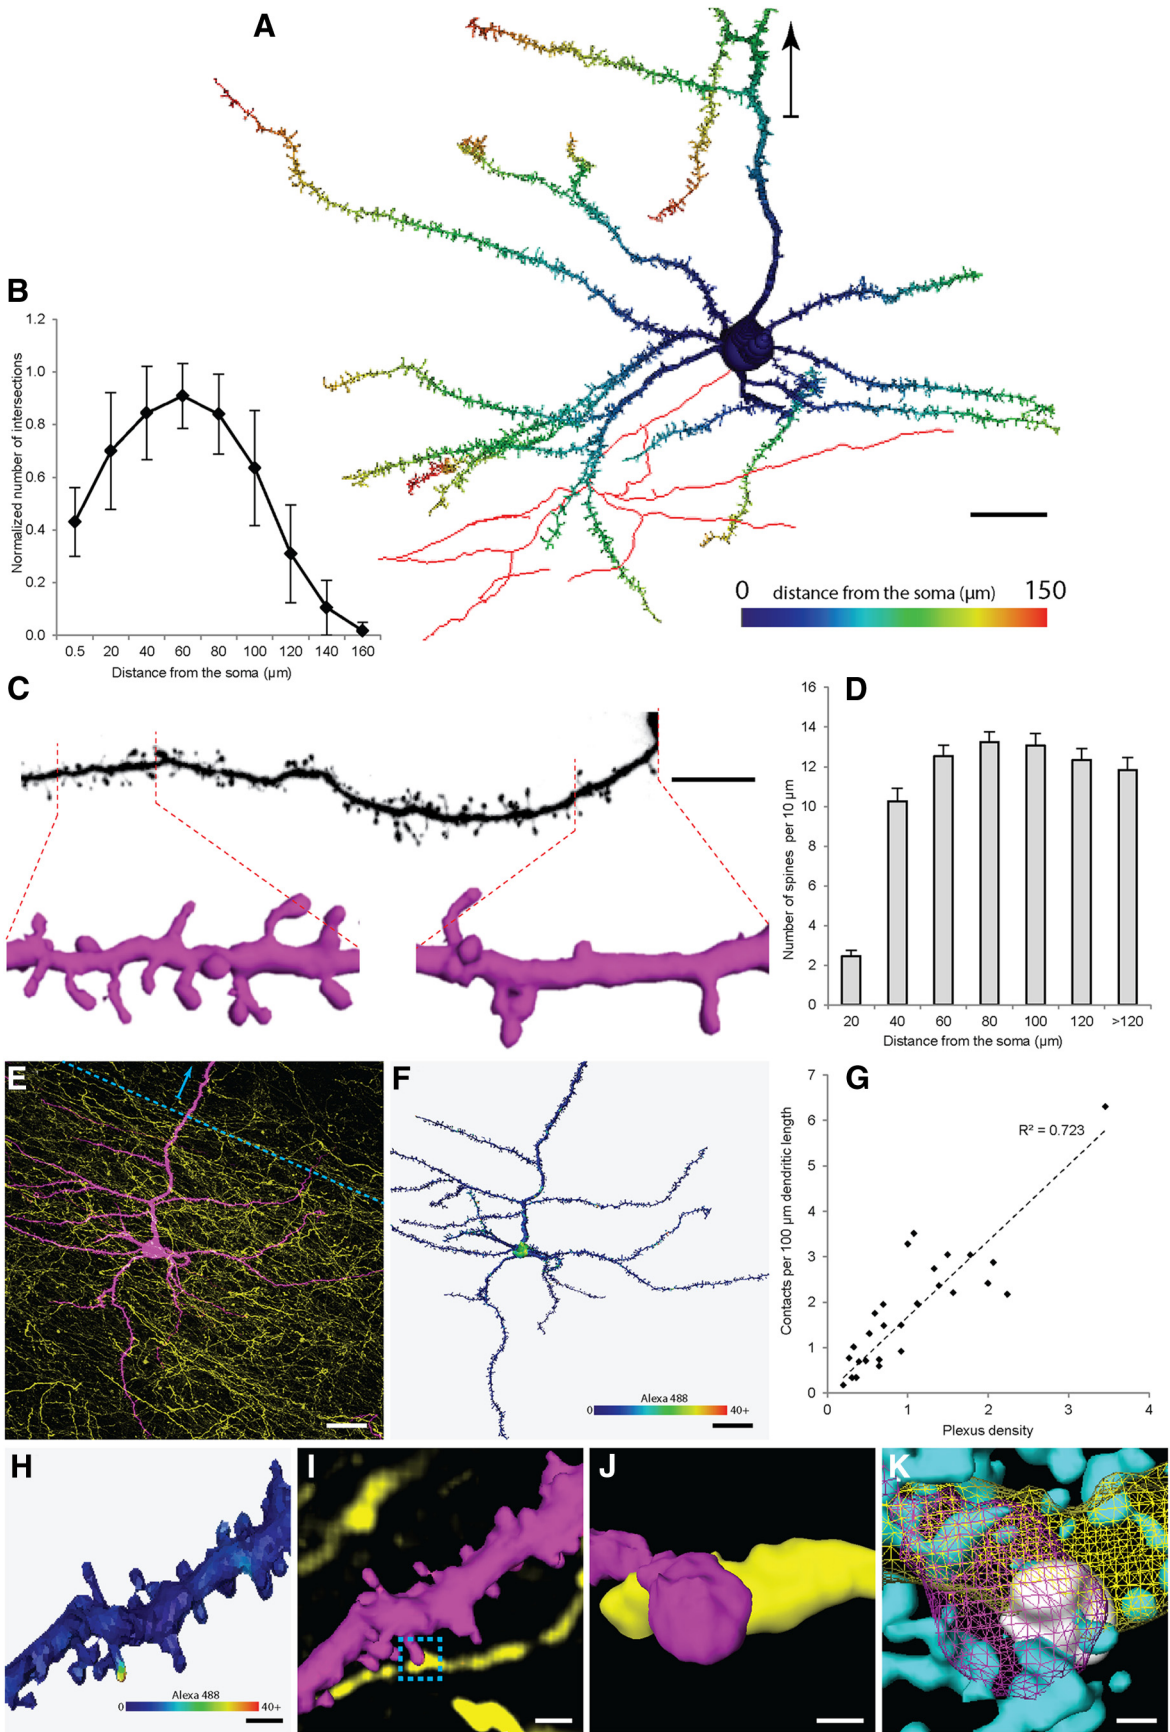 A
B
1.2
1.0
0.8
0.6
0.4
0.2
0.0
Normalized number of intersections
0.5 20 40 60 80 100 120 140 160
Distance from the soma (µm)
0 distance from the soma (µm) 150
C
D
16
14
12
10
8
6
4
2
0
Number of spines per 10 µm
20 40 60 80 100 120 >120
Distance from the soma (µm)
E
F
Alexa 488
0 40+
G
7
6
5
4
3
2
1
0
Contacts per 100 µm dendritic length
R² = 0.723
0 1 2 3 4
Plexus density
H
Alexa 488
0 40+
I
J
K